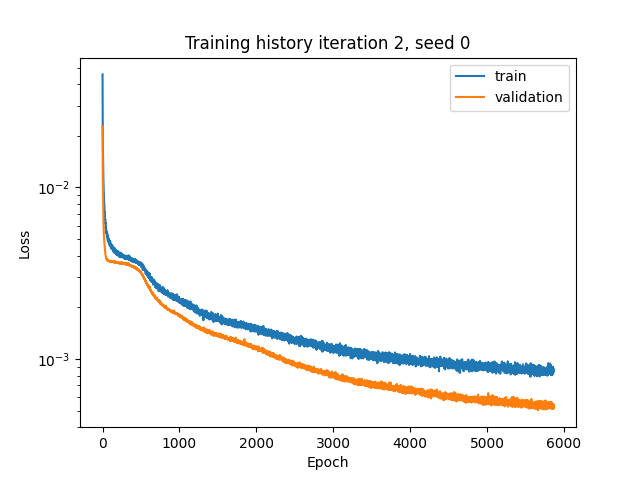 Training history iteration 2, seed 0
train
validation
Loss
10⁻²
10⁻³
0 1000 2000 3000 4000 5000 6000
Epoch